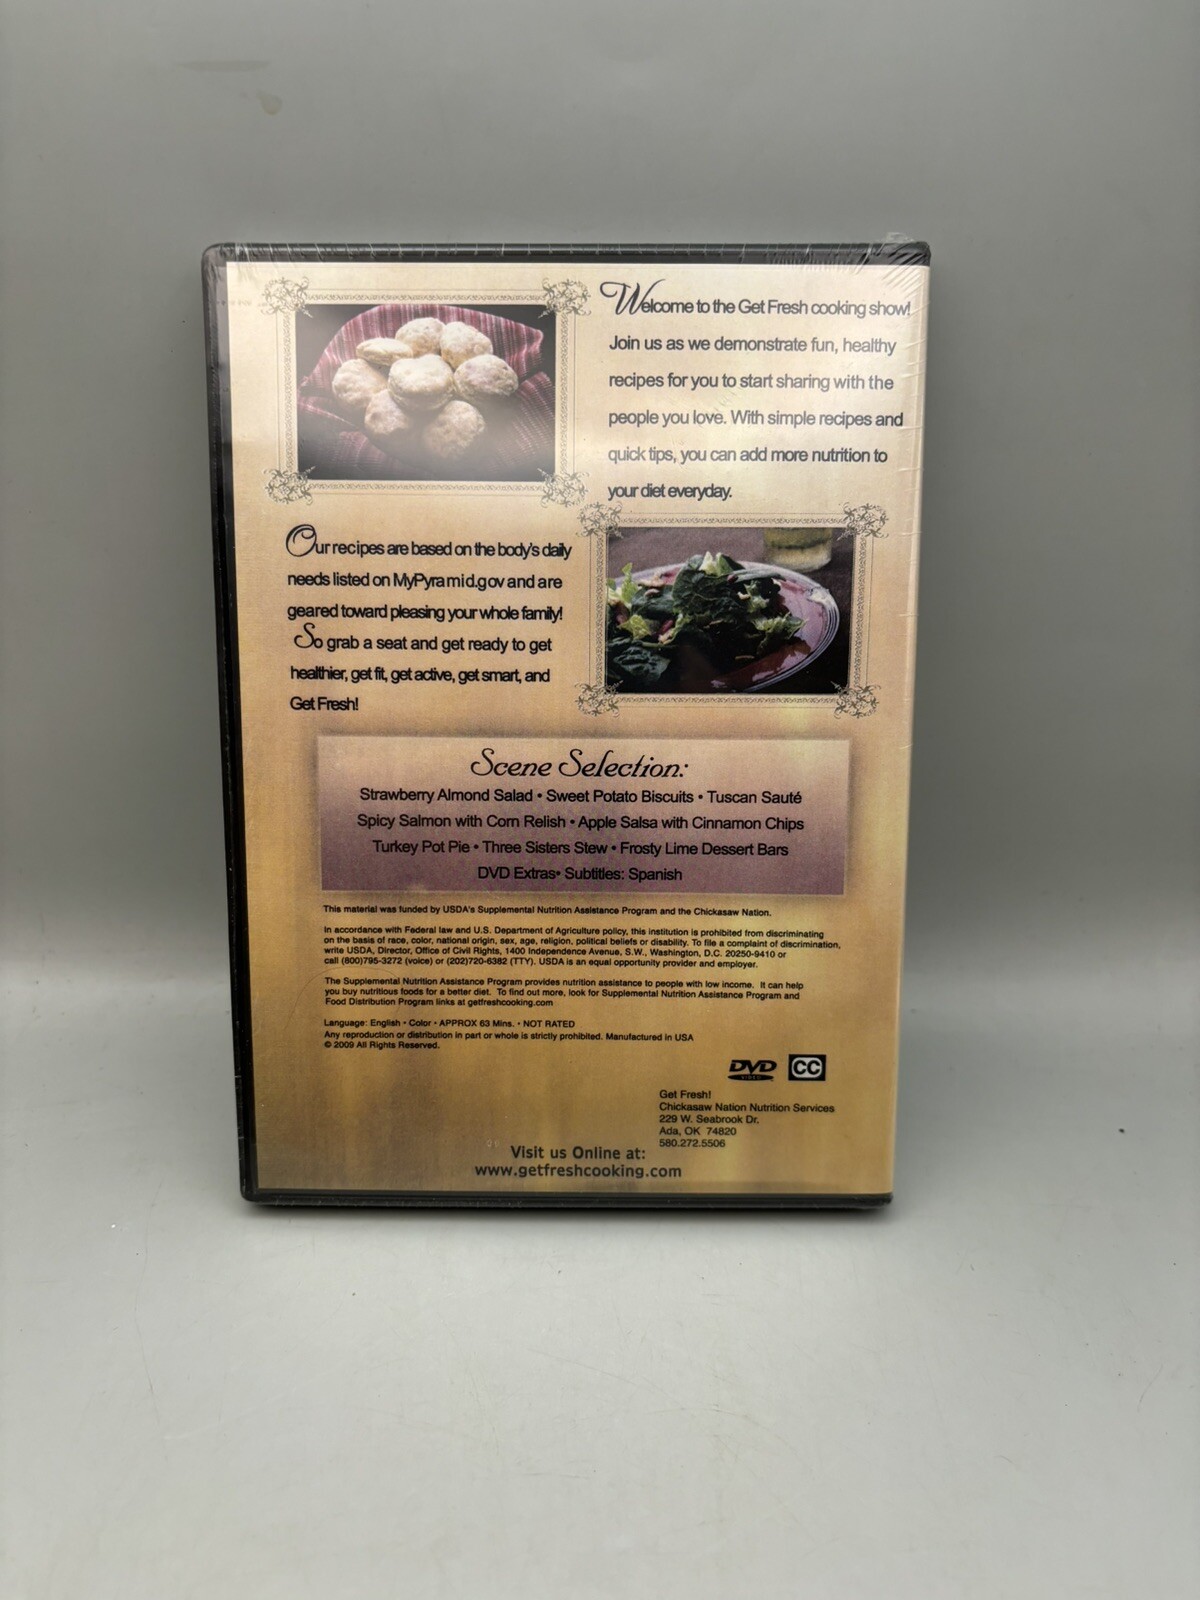 Welcome to the Get Fresh cooking show!
Join us as we demonstrate fun, healthy
recipes for you to start sharing with the
people you love. With simple recipes and
quick tips, you can add more nutrition to
your diet everyday.
Our recipes are based on the body's daily
needs listed on MyPyramid.gov and are
geared toward pleasing your whole family!
So grab a seat and get ready to get
healthier, get fit, get active, get smart, and
Get Fresh!
Scene Selection:
Strawberry Almond Salad • Sweet Potato Biscuits • Tuscan Sauté
Spicy Salmon with Corn Relish • Apple Salsa with Cinnamon Chips
Turkey Pot Pie • Three Sisters Stew • Frosty Lime Dessert Bars
DVD Extras• Subtitles: Spanish
This material was funded by USDA's Supplemental Nutrition Assistance Program and the Chickasaw Nation.
In accordance with Federal law and U.S. Department of Agriculture policy, this institution is prohibited from discriminating
on the basis of race, color, national origin, sex, age, religion, political beliefs or disability. To file a complaint of discrimination,
write USDA, Director, Office of Civil Rights, 1400 Independence Avenue, S.W., Washington, D.C. 20250-9410 or
call (800)795-3272 (voice) or (202)720-6382 (TTY). USDA is an equal opportunity provider and employer.
The Supplemental Nutrition Assistance Program provides nutrition assistance to people with low income. It can help
you buy nutritious foods for a better diet. To find out more, look for Supplemental Nutrition Assistance Program and
Food Distribution Program links at getfreshcooking.com
Language: English • Color • APPROX 63 Mins. • NOT RATED
Any reproduction or distribution in part or whole is strictly prohibited. Manufactured in USA
© 2009 All Rights Reserved.
DVD VIDEO CC
Get Fresh!
Chickasaw Nation Nutrition Services
229 W. Seabrook Dr.
Ada, OK 74820
580.272.5506
Visit us Online at:
www.getfreshcooking.com